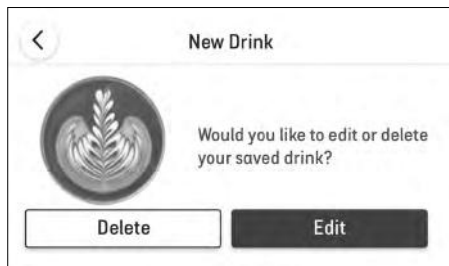 New Drink
Would you like to edit or delete
your saved drink?
Delete
Edit